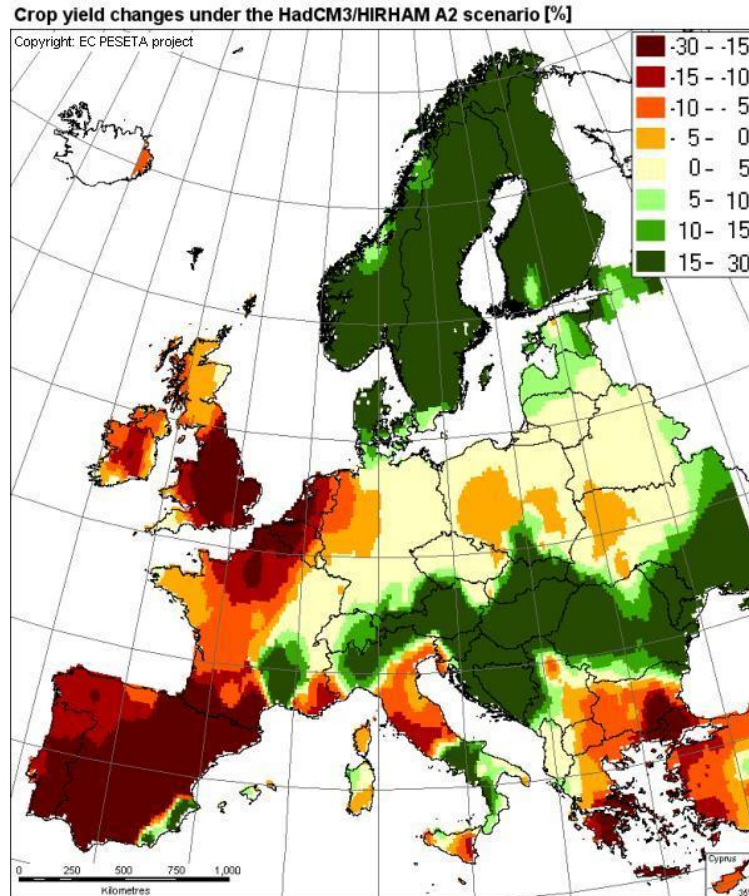 Crop yield changes under the HadCM3/HIRHAM A2 scenario [%]
Copyright: EC PESETA project
-30 - -15
-15 - -10
-10 - - 5
- 5 - 0
0 - 5
5 - 10
10 - 15
15 - 30
Cyprus
0 250 500 750 1,000
Kilometres